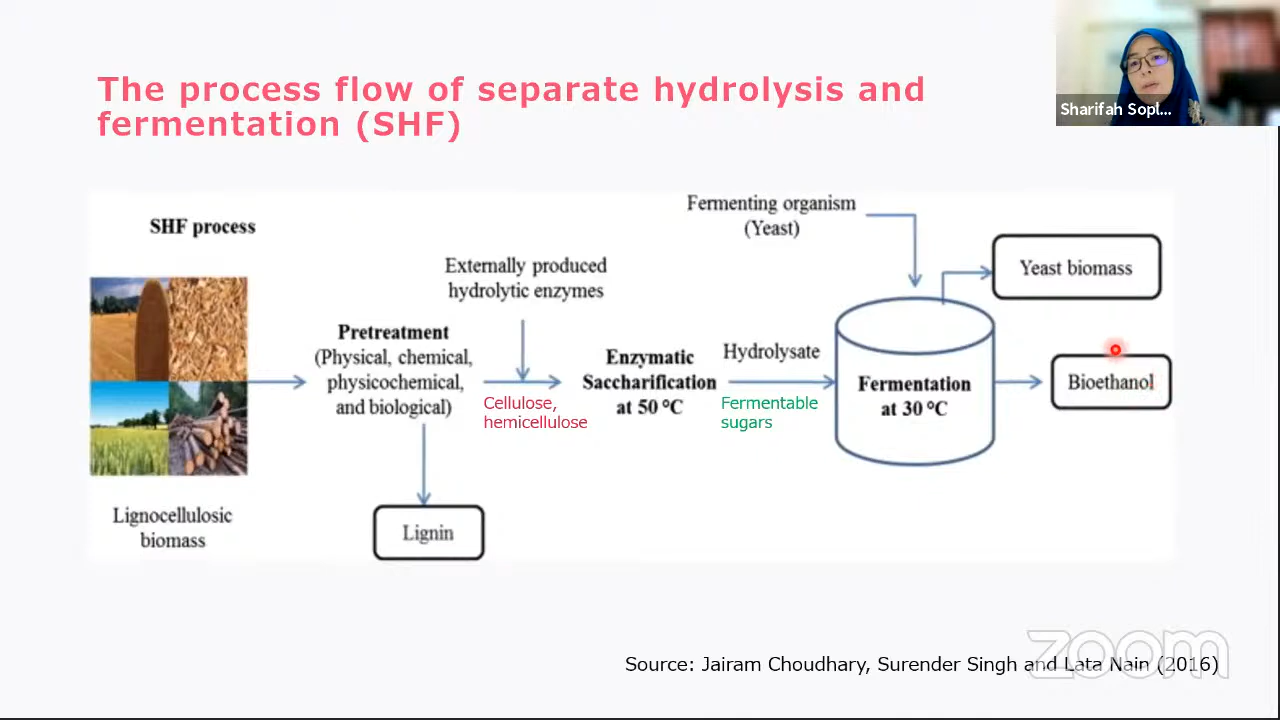 The process flow of separate hydrolysis and
fermentation (SHF)
Sharifah Sopl...
SHF process
Fermenting organism
(Yeast)
Yeast biomass
Externally produced
hydrolytic enzymes
Pretreatment
(Physical, chemical,
physicochemical,
and biological)
Cellulose,
hemicellulose
Enzymatic
Saccharification
at 50 °C
Hydrolysate
Fermentable
sugars
Fermentation
at 30 °C
Bioethanol
Lignocellulosic
biomass
Lignin
zoom
Source: Jairam Choudhary, Surender Singh and Lata Nain (2016)